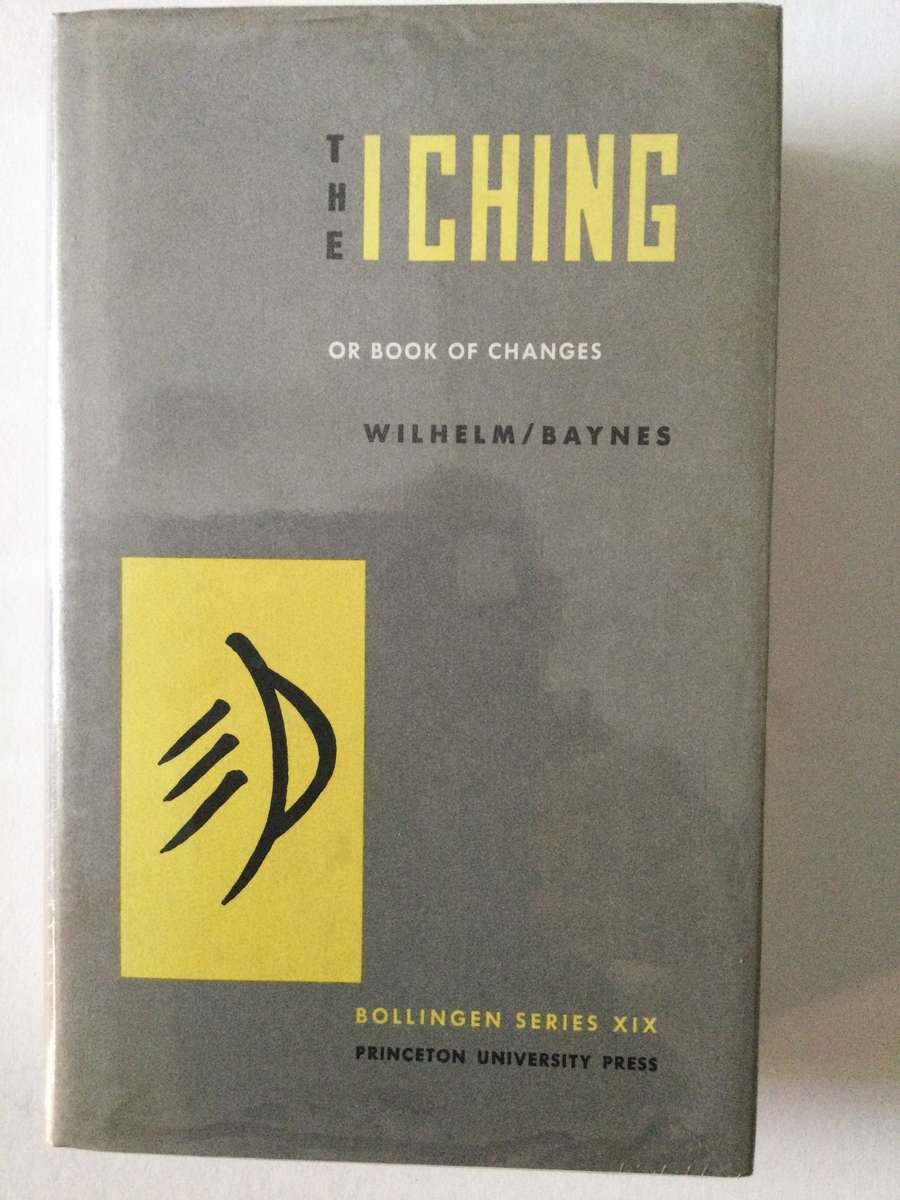 THE I CHING
OR BOOK OF CHANGES
WILHELM/BAYNES
BOLLINGEN SERIES XIX
PRINCETON UNIVERSITY PRESS